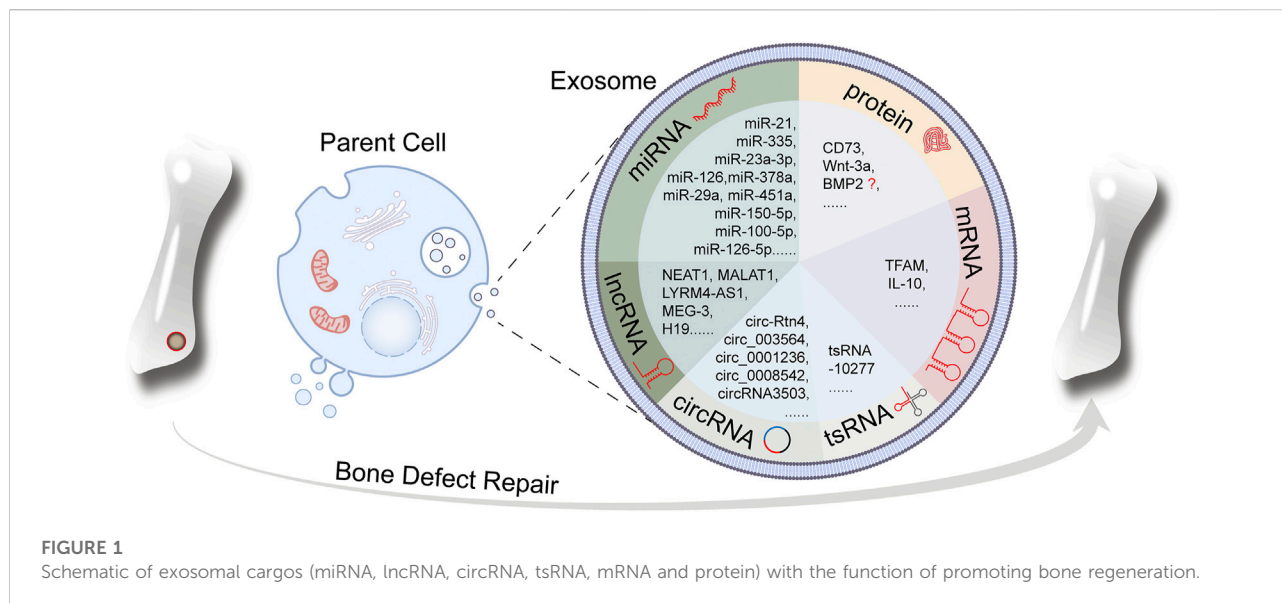 Exosome
Parent Cell
miRNA
miR-21,
miR-335,
miR-23a-3p,
miR-126,miR-378a,
miR-29a, miR-451a,
miR-150-5p,
miR-100-5p,
miR-126-5p......
protein
CD73,
Wnt-3a,
BMP2 ?,
......
mRNA
TFAM,
IL-10,
......
lncRNA
NEAT1, MALAT1,
LYRM4-AS1,
MEG-3,
H19......
circRNA
circ-Rtn4,
circ_003564,
circ_0001236,
circ_0008542,
circRNA3503,
......
tsRNA
tsRNA
-10277
......
Bone Defect Repair
FIGURE 1
Schematic of exosomal cargos (miRNA, lncRNA, circRNA, tsRNA, mRNA and protein) with the function of promoting bone regeneration.